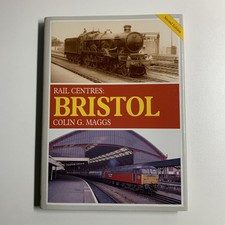 RAIL CENTRES:
BRISTOL
COLIN G. MAGGS